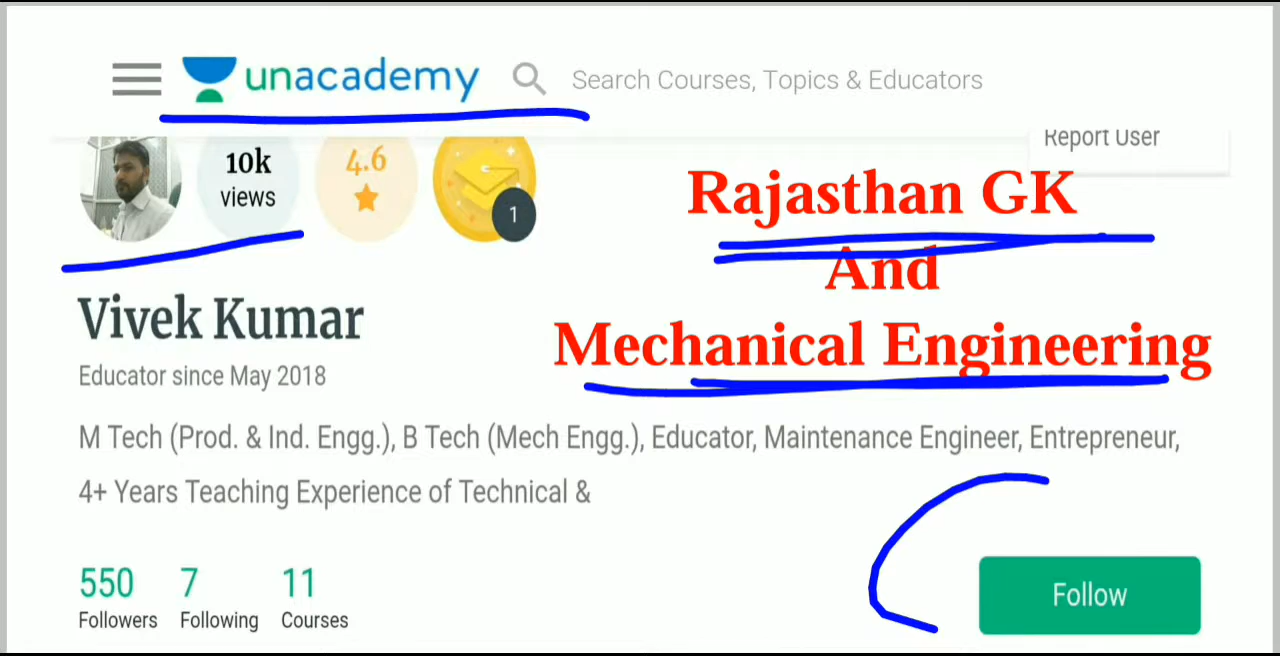 unacademy Search Courses, Topics & Educators
Report User
10k
views
4.6
1
Rajasthan GK
And
Mechanical Engineering
Vivek Kumar
Educator since May 2018
M Tech (Prod. & Ind. Engg.), B Tech (Mech Engg.), Educator, Maintenance Engineer, Entrepreneur,
4+ Years Teaching Experience of Technical &
550 7 11
Followers Following Courses
Follow